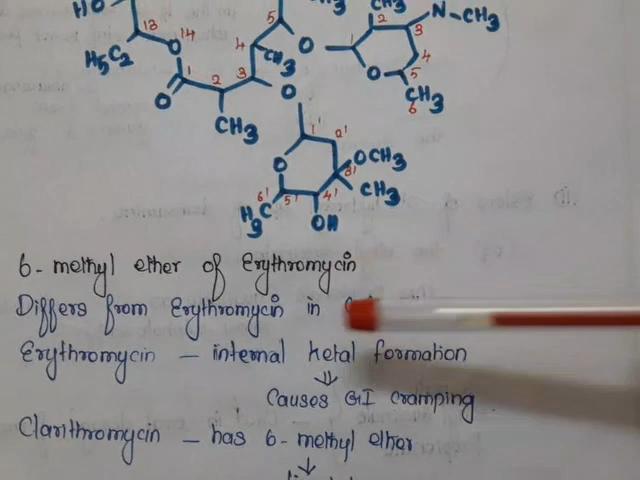 HO
5
CH3
2
N-CH3
13
14
O
4
3
H5C2
O
1
4
CH3
O
5
1
2
3
O
CH3
O
6
CH3
1'
2'
O
OCH3
3'
6'
5'
4'
CH3
H3C
OH
6-methyl ether of Erythromycin
Differs from Erythromycin in
Erythromycin – internal ketal formation
⇓
Causes GI cramping
Clarithromycin – has 6-methyl ether
↓